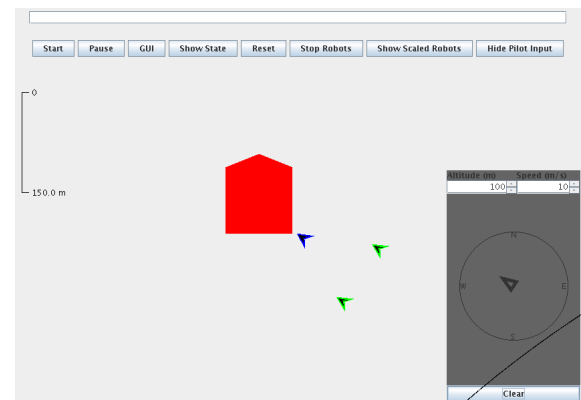 Start Pause GUI Show State Reset Stop Robots Show Scaled Robots Hide Pilot Input
0
150.0 m
Altitude (m) Speed (m/s)
100 10
N
W E
S
Clear